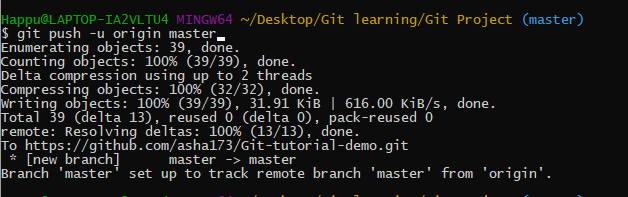 Happu@LAPTOP-IA2VLTU4 MINGW64 ~/Desktop/Git learning/Git Project (master)
$ git push -u origin master
Enumerating objects: 39, done.
Counting objects: 100% (39/39), done.
Delta compression using up to 2 threads
Compressing objects: 100% (32/32), done.
Writing objects: 100% (39/39), 31.91 KiB | 616.00 KiB/s, done.
Total 39 (delta 13), reused 0 (delta 0), pack-reused 0
remote: Resolving deltas: 100% (13/13), done.
To https://github.com/asha173/Git-tutorial-demo.git
 * [new branch]      master -> master
Branch 'master' set up to track remote branch 'master' from 'origin'.